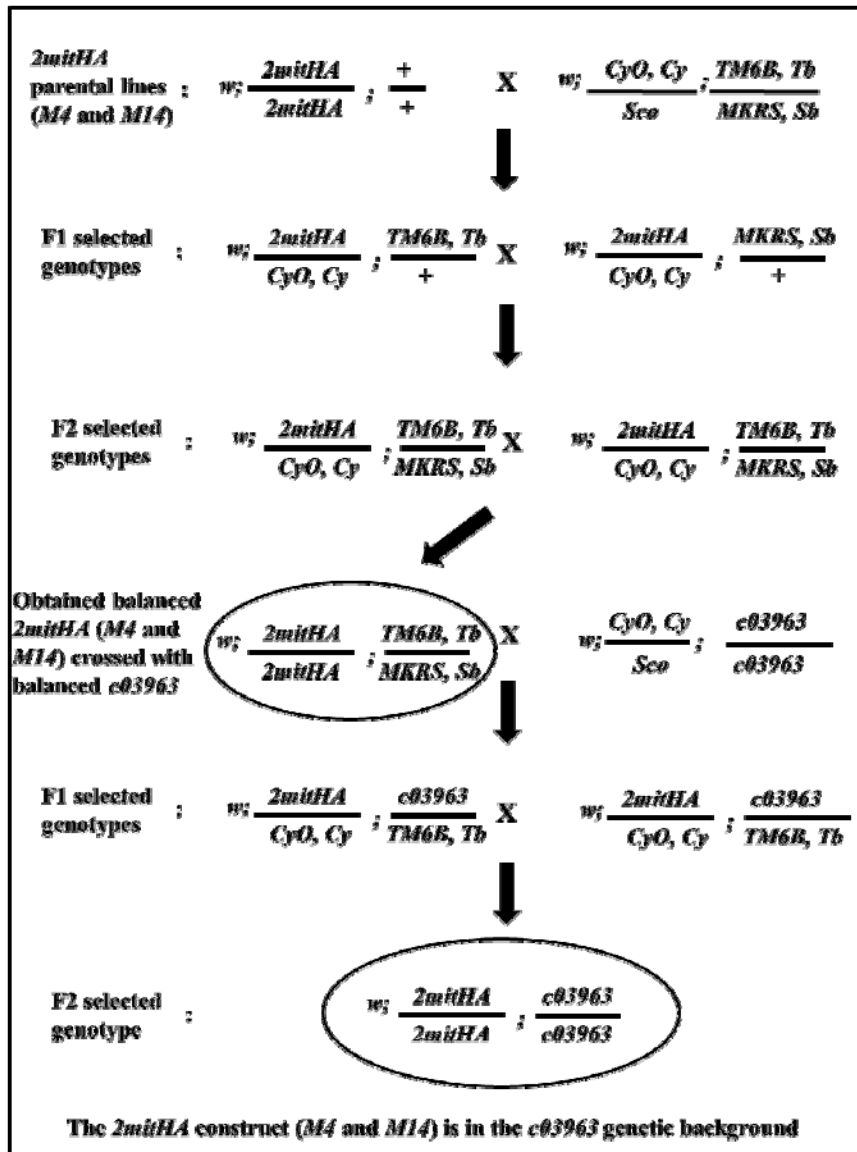 2mitHA
parental lines :
(M4 and M14)
w; 2mitHA / 2mitHA ; + / +
X
w; CyO, Cy / Sco ; TM6B, Tb / MKRS, Sb
F1 selected
genotypes :
w; 2mitHA / CyO, Cy ; TM6B, Tb / +
X
w; 2mitHA / CyO, Cy ; MKRS, Sb / +
F2 selected
genotypes :
w; 2mitHA / CyO, Cy ; TM6B, Tb / MKRS, Sb
X
w; 2mitHA / CyO, Cy ; TM6B, Tb / MKRS, Sb
Obtained balanced
2mitHA (M4 and
M14) crossed with
balanced c03963
w; 2mitHA / 2mitHA ; TM6B, Tb / MKRS, Sb
X
w; CyO, Cy / Sco ; c03963 / c03963
F1 selected
genotypes :
w; 2mitHA / CyO, Cy ; c03963 / TM6B, Tb
X
w; 2mitHA / CyO, Cy ; c03963 / TM6B, Tb
F2 selected
genotype :
w; 2mitHA / 2mitHA ; c03963 / c03963
The 2mitHA construct (M4 and M14) is in the c03963 genetic background